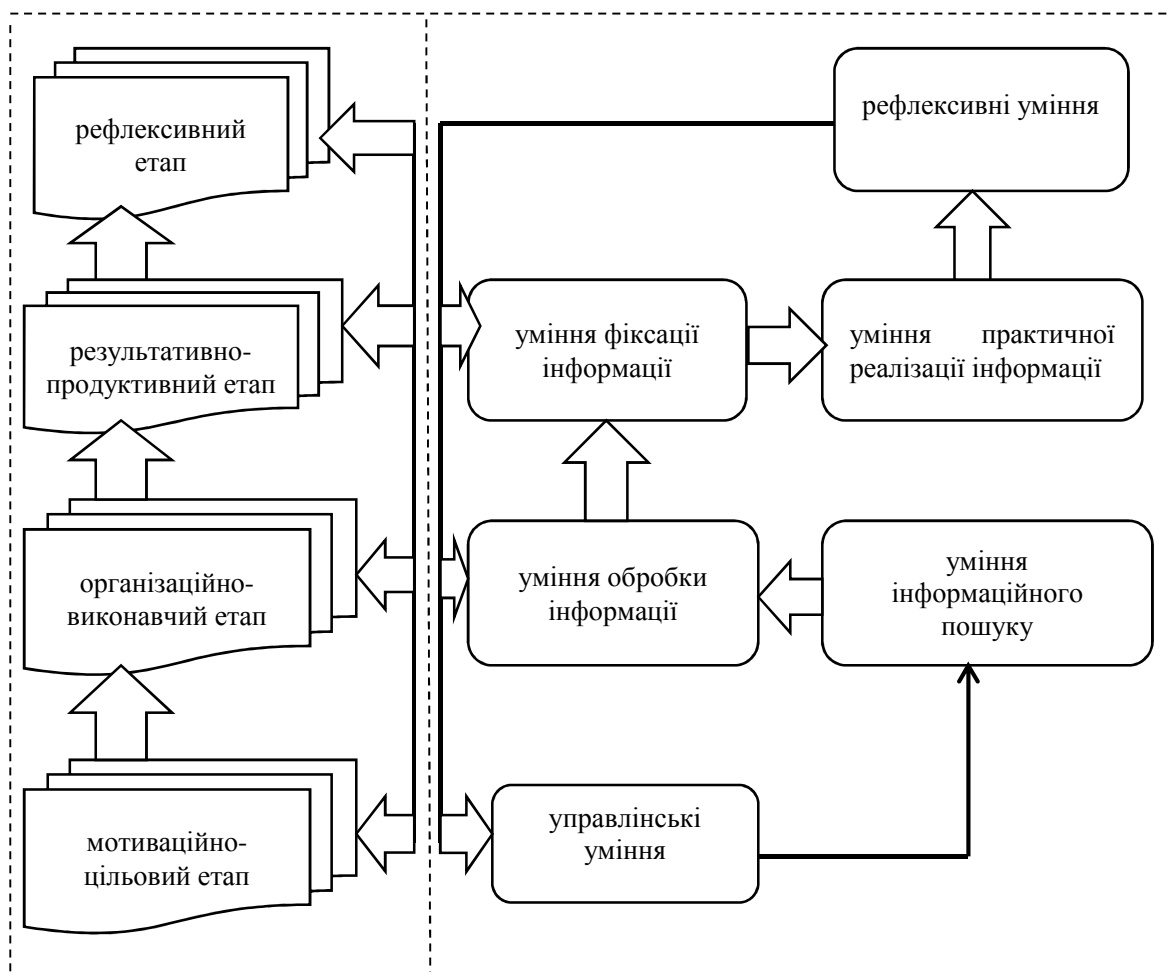 рефлексивний
етап
рефлексивні уміння
результативно-
продуктивний етап
уміння фіксації
інформації
уміння практичної
реалізації інформації
організаційно-
виконавчий етап
уміння обробки
інформації
уміння
інформаційного
пошуку
мотиваційно-
цільовий етап
управлінські
уміння